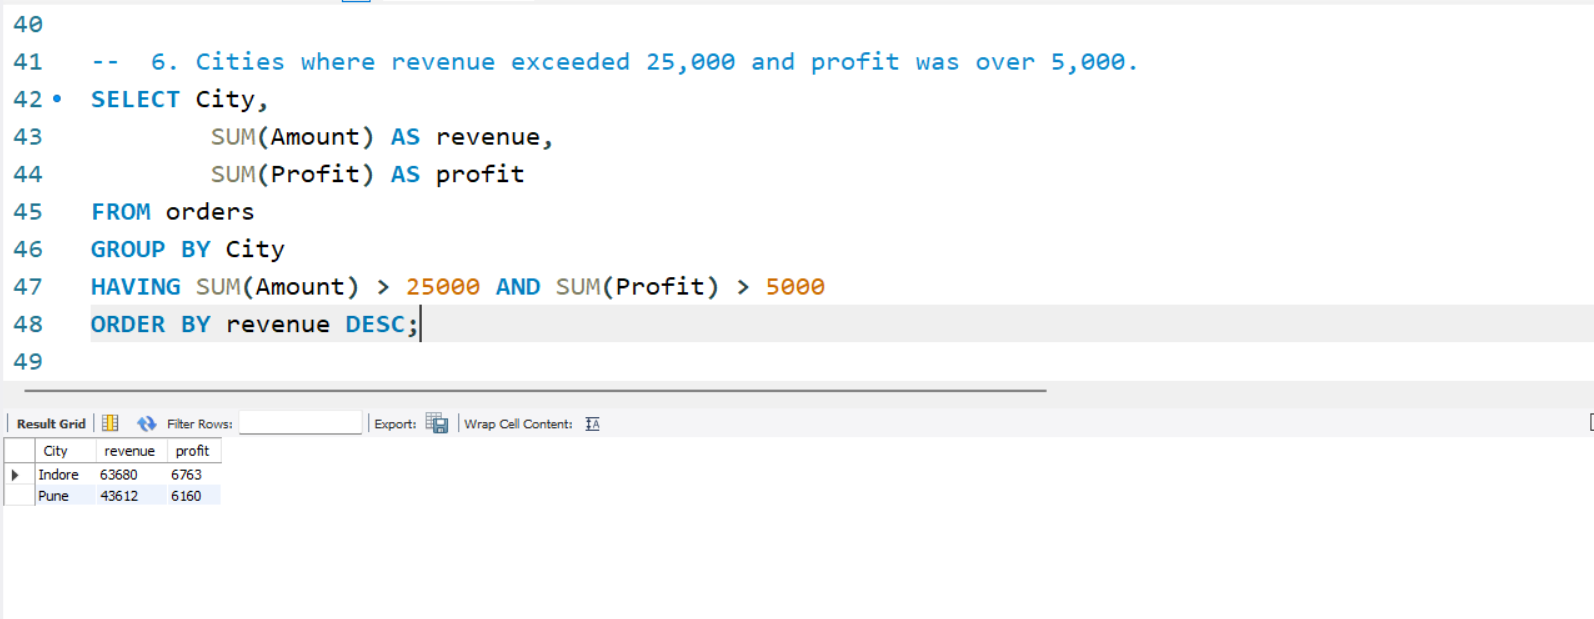 40
41 -- 6. Cities where revenue exceeded 25,000 and profit was over 5,000.
42 SELECT City,
43 SUM(Amount) AS revenue,
44 SUM(Profit) AS profit
45 FROM orders
46 GROUP BY City
47 HAVING SUM(Amount) > 25000 AND SUM(Profit) > 5000
48 ORDER BY revenue DESC;
49
Result Grid Filter Rows: Export: Wrap Cell Content:
City revenue profit
Indore 63680 6763
Pune 43612 6160